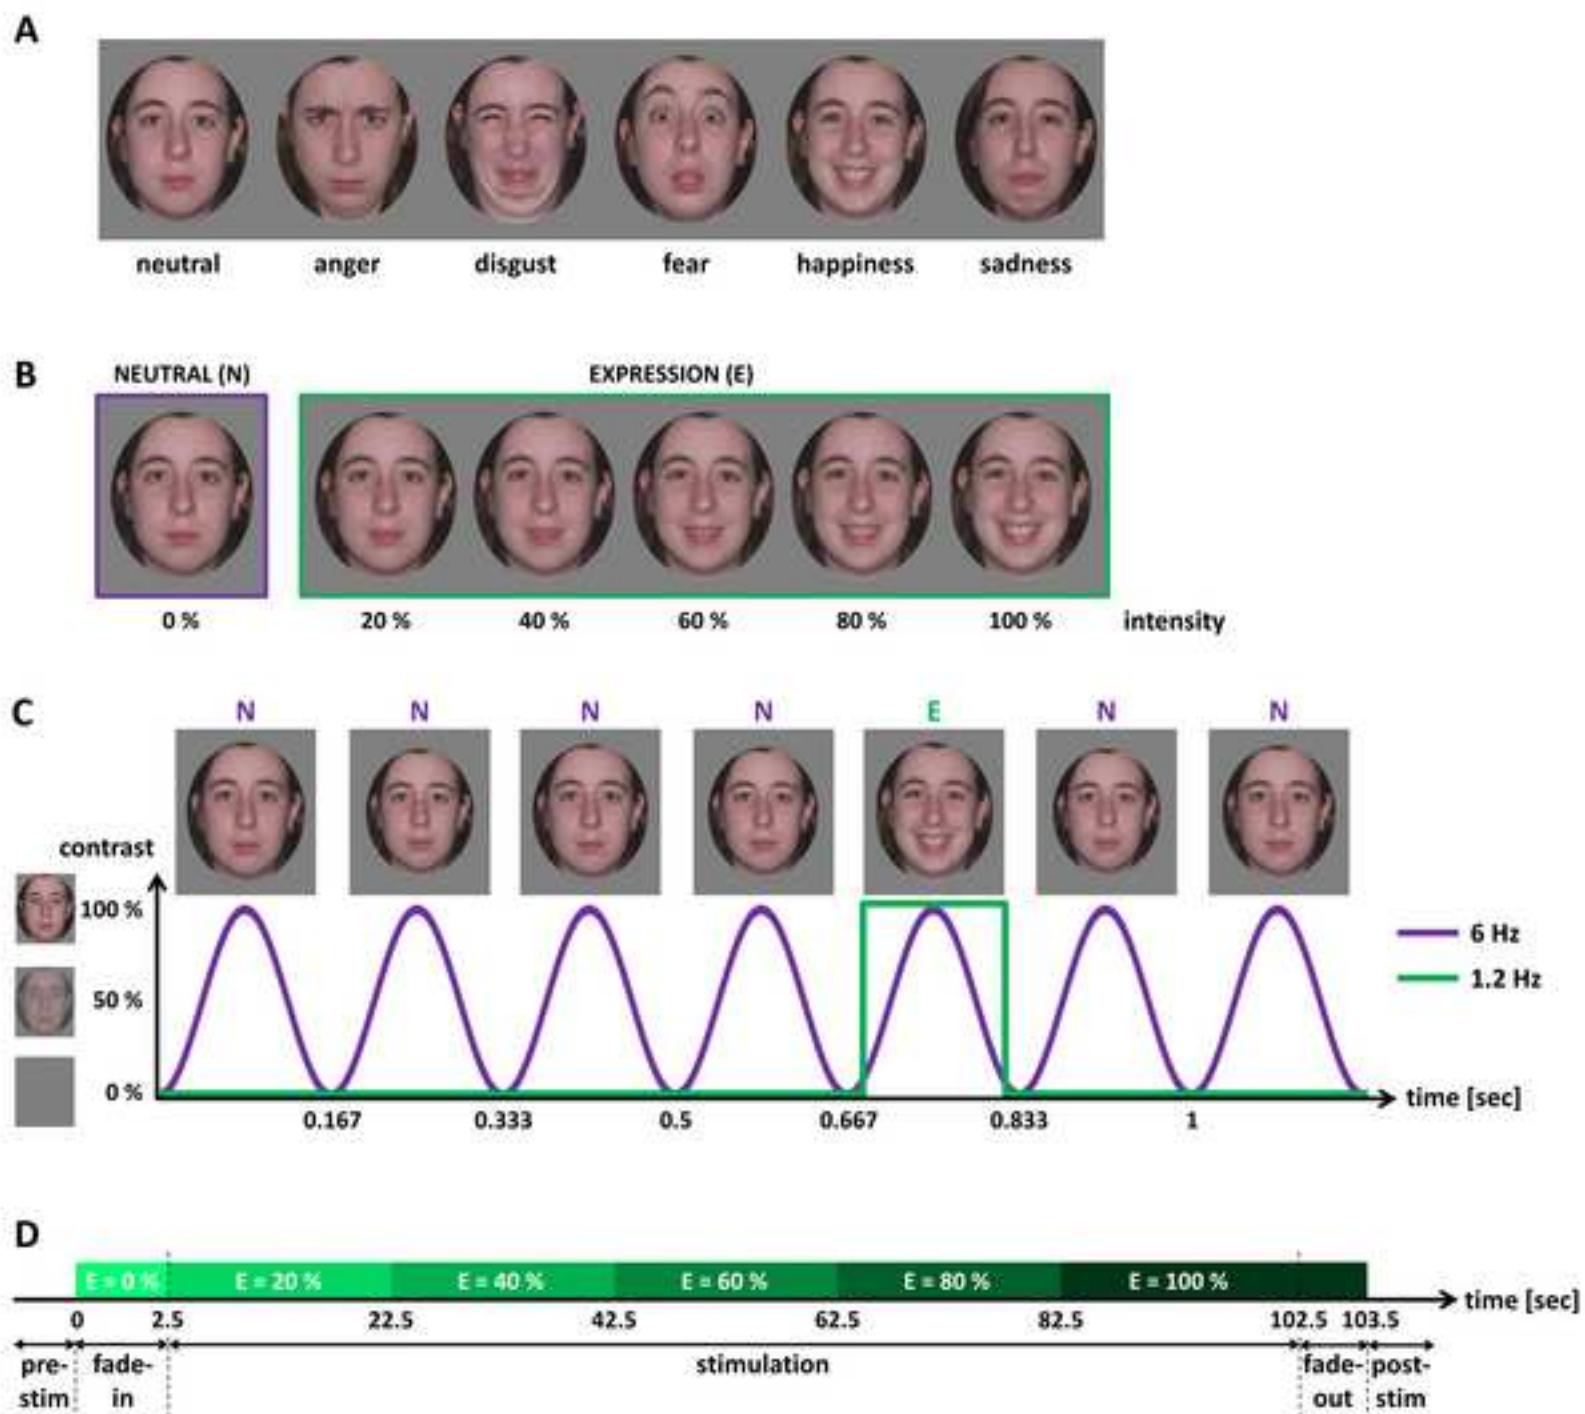 A
neutral anger disgust fear happiness sadness
B
NEUTRAL (N) EXPRESSION (E)
0 % 20 % 40 % 60 % 80 % 100 % intensity
C
N N N N E N N
contrast
100 %
6 Hz
1.2 Hz
50 %
0 %
time [sec]
0.167 0.333 0.5 0.667 0.833 1
D
E = 0 % E = 20 % E = 40 % E = 60 % E = 80 % E = 100 %
time [sec]
0 2.5 22.5 42.5 62.5 82.5 102.5 103.5
pre- fade- stimulation fade- post-
stim in out stim